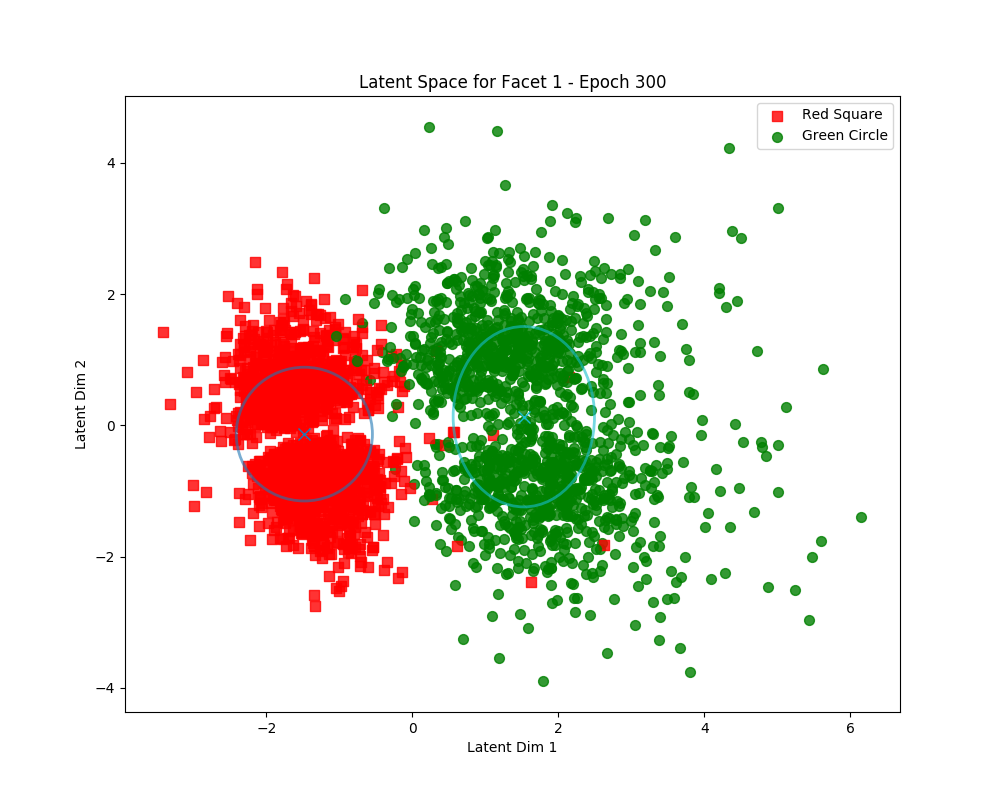 Latent Space for Facet 1 - Epoch 300
Red Square
Green Circle
4
2
0
−2
−4
Latent Dim 2
−2
0
2
4
6
Latent Dim 1